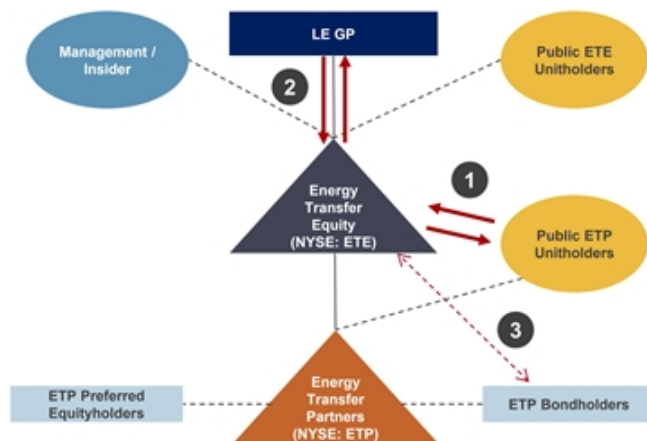 LE GP
Management /
Insider
Public ETE
Unitholders
2
Energy
Transfer
Equity
(NYSE: ETE)
1
Public ETP
Unitholders
3
ETP Preferred
Equityholders
Energy
Transfer
Partners
(NYSE: ETP)
ETP Bondholders